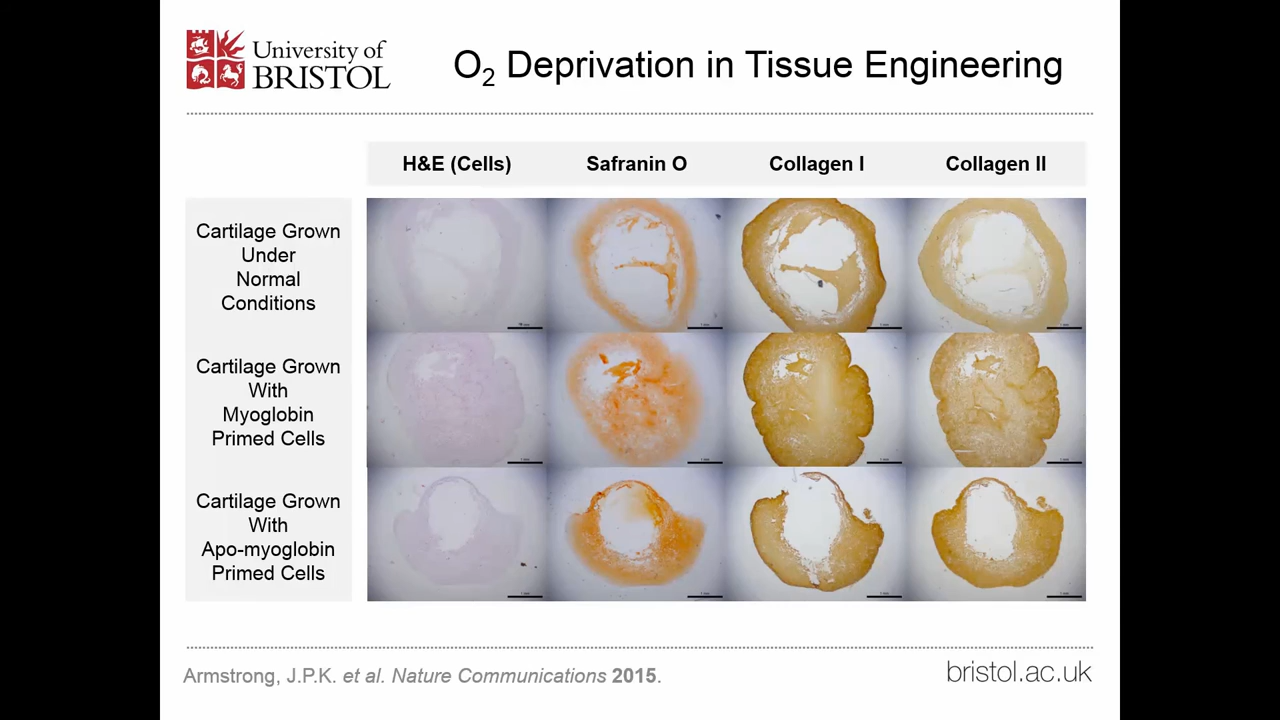 University of
BRISTOL
O₂ Deprivation in Tissue Engineering
H&E (Cells)
Safranin O
Collagen I
Collagen II
Cartilage Grown
Under
Normal
Conditions
Cartilage Grown
With
Myoglobin
Primed Cells
Cartilage Grown
With
Apo-myoglobin
Primed Cells
Armstrong, J.P.K. et al. Nature Communications 2015.
bristol.ac.uk